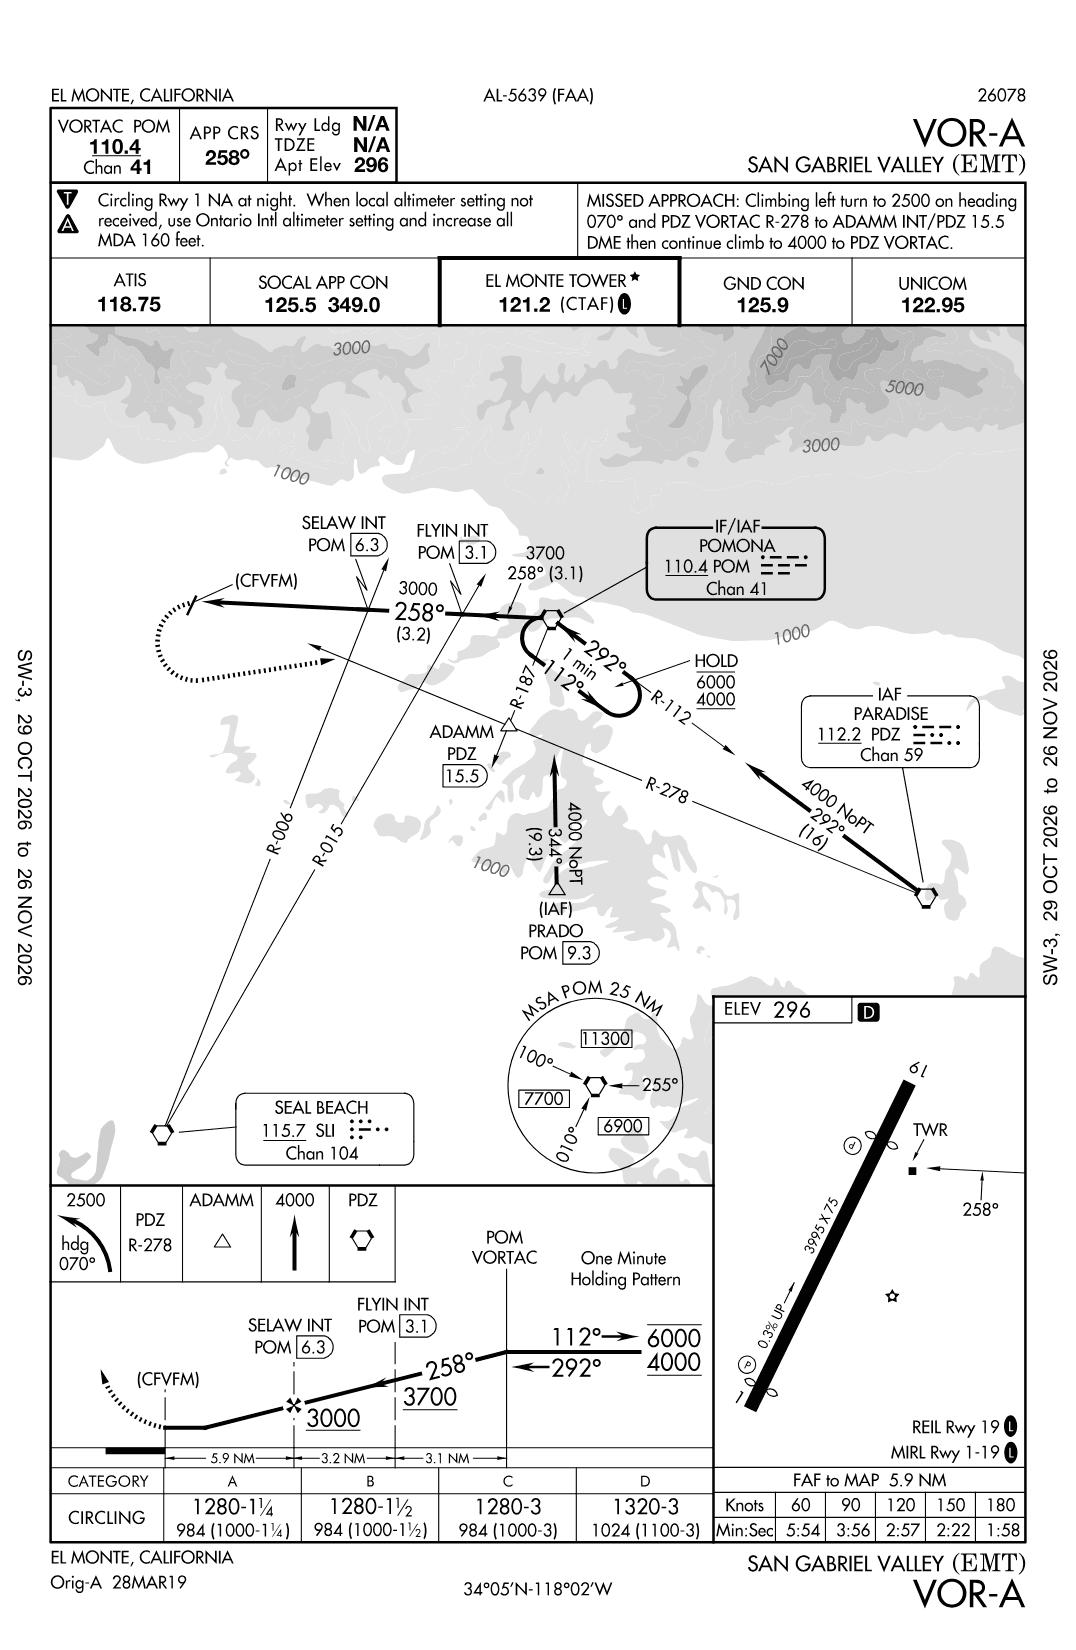 EL MONTE, CALIFORNIA
AL-5639 (FAA)
26078
VORTAC POM
110.4
Chan 41
APP CRS
258°
Rwy Ldg N/A
TDZE N/A
Apt Elev 296
VOR-A
SAN GABRIEL VALLEY (EMT)
T
A
Circling Rwy 1 NA at night. When local altimeter setting not
received, use Ontario Intl altimeter setting and increase all
MDA 160 feet.
MISSED APPROACH: Climbing left turn to 2500 on heading
070° and PDZ VORTAC R-278 to ADAMM INT/PDZ 15.5
DME then continue climb to 4000 to PDZ VORTAC.
ATIS
118.75
SOCAL APP CON
125.5 349.0
EL MONTE TOWER★
121.2 (CTAF) L
GND CON
125.9
UNICOM
122.95
3000
7000
5000
3000
1000
SELAW INT
POM 6.3
FLYIN INT
POM 3.1
3700
258° (3.1)
IF/IAF
POMONA
110.4 POM
Chan 41
(CFVFM)
3000
258°
(3.2)
1000
292°
1 min
112°
HOLD
6000
4000
R-187
R-112
IAF
PARADISE
112.2 PDZ
Chan 59
ADAMM
PDZ
15.5
R-278
4000 NoPT
292°
(16)
R-006
R-015
4000 NoPT
344°
(9.3)
1000
(IAF)
PRADO
POM 9.3
MSA POM 25 NM
11300
100°
255°
7700
6900
010°
SEAL BEACH
115.7 SLI
Chan 104
ELEV 296
D
19
P
TWR
258°
3995 X 75
0.3% UP
P
1
REIL Rwy 19 L
MIRL Rwy 1-19 L
2500
hdg
070°
PDZ
R-278
ADAMM
4000
PDZ
POM
VORTAC
One Minute
Holding Pattern
FLYIN INT
POM 3.1
SELAW INT
POM 6.3
112°
6000
292°
4000
258°
3700
3000
(CFVFM)
5.9 NM
3.2 NM
3.1 NM
CATEGORY A B C D
CIRCLING
1280-1¼
984 (1000-1¼)
1280-1½
984 (1000-1½)
1280-3
984 (1000-3)
1320-3
1024 (1100-3)
FAF to MAP 5.9 NM
Knots 60 90 120 150 180
Min:Sec 5:54 3:56 2:57 2:22 1:58
EL MONTE, CALIFORNIA
Orig-A 28MAR19
34°05'N-118°02'W
SAN GABRIEL VALLEY (EMT)
VOR-A
SW-3, 29 OCT 2026 to 26 NOV 2026
SW-3, 29 OCT 2026 to 26 NOV 2026